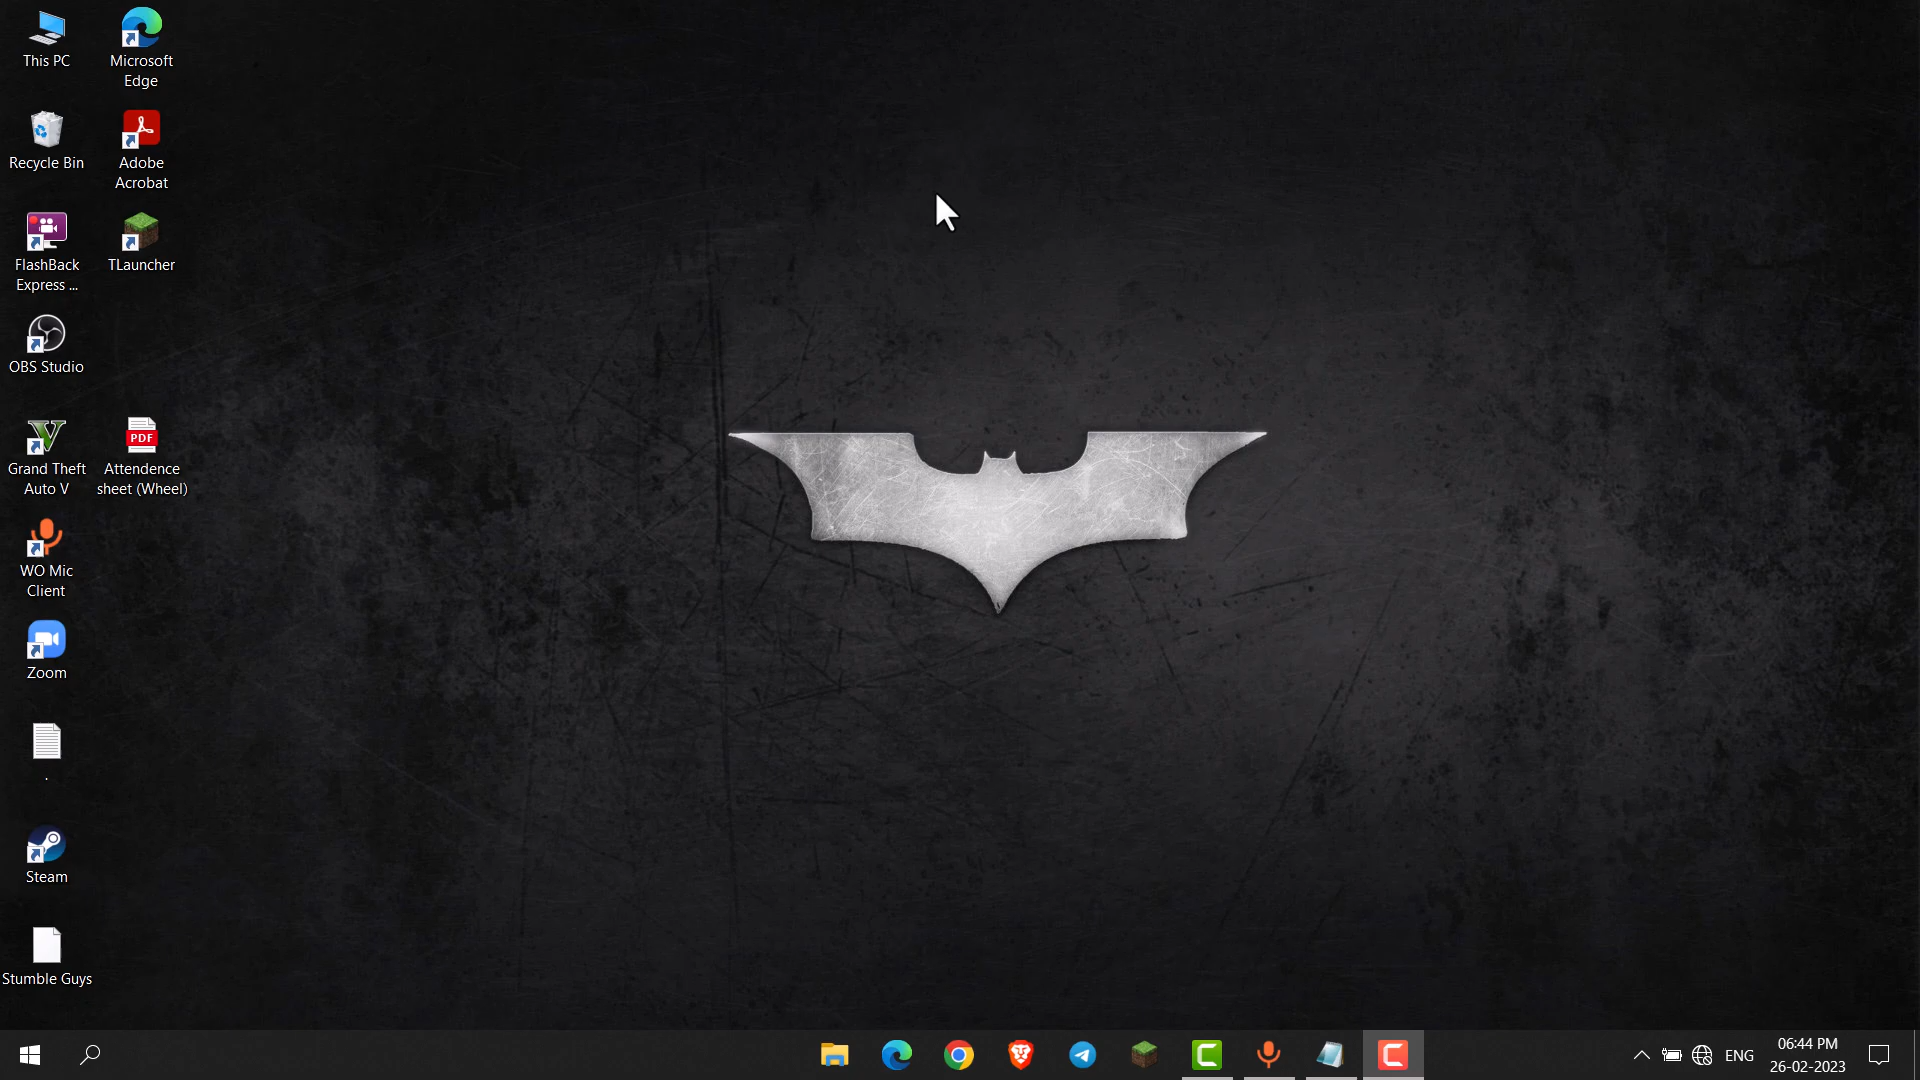 This PC
Microsoft
Edge
Recycle Bin
Adobe
Acrobat
FlashBack
Express ...
TLauncher
OBS Studio
Grand Theft
Auto V
PDF
Attendence
sheet (Wheel)
WO Mic
Client
Zoom
.
Steam
Stumble Guys
ENG
06:44 PM
26-02-2023